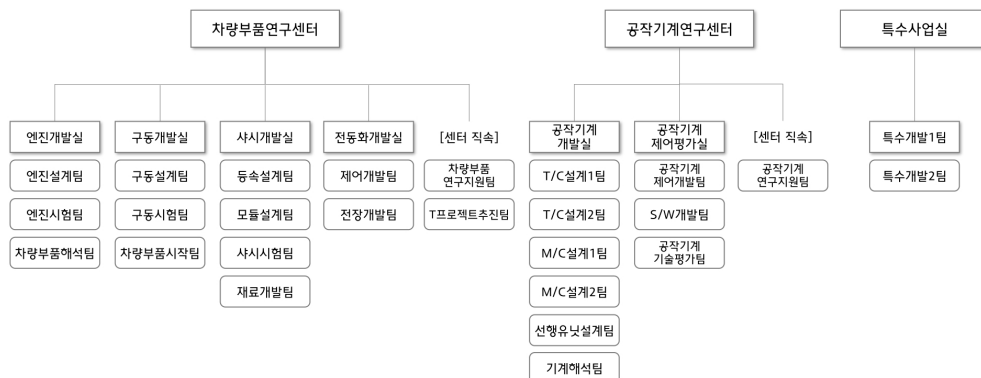 차량부품연구센터
공작기계연구센터
특수사업실
엔진개발실
구동개발실
샤시개발실
전동화개발실
[센터 직속]
공작기계
개발실
공작기계
제어평가실
[센터 직속]
특수개발1팀
엔진설계팀
구동설계팀
등속설계팀
제어개발팀
차량부품
연구지원팀
T/C설계1팀
공작기계
제어개발팀
공작기계
연구지원팀
특수개발2팀
엔진시험팀
구동시험팀
모듈설계팀
전장개발팀
T프로젝트추진팀
T/C설계2팀
S/W개발팀
차량부품해석팀
차량부품시작팀
샤시시험팀
M/C설계1팀
공작기계
기술평가팀
재료개발팀
M/C설계2팀
선행유닛설계팀
기계해석팀